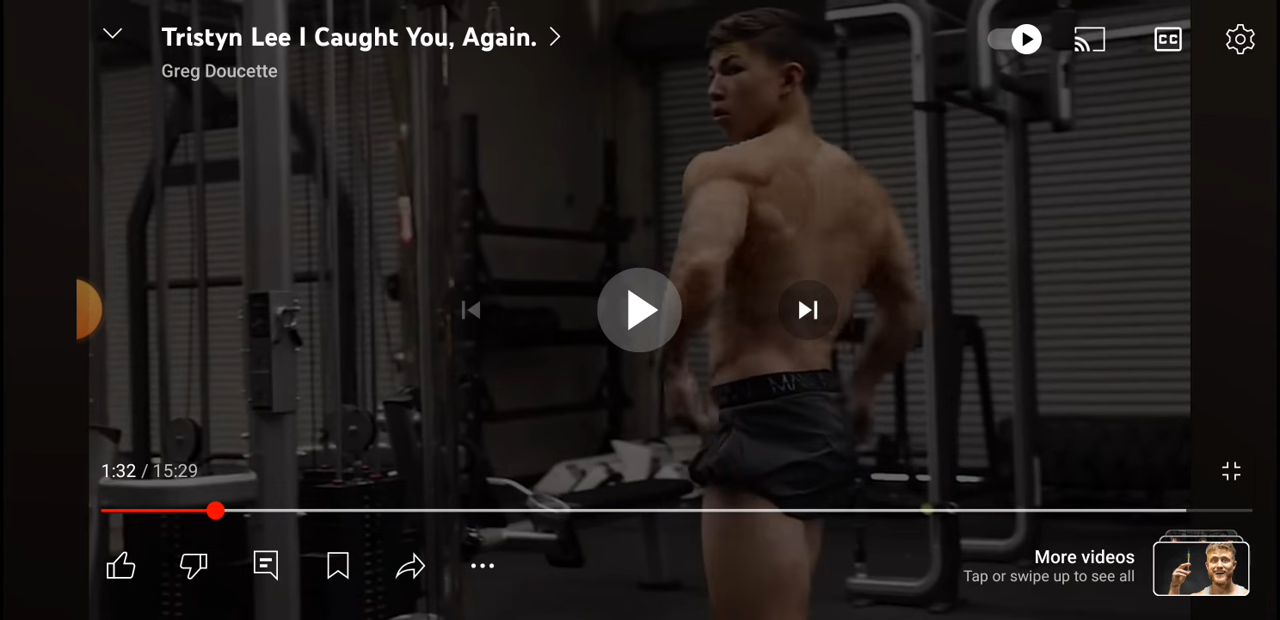 Tristyn Lee I Caught You, Again.
Greg Doucette
CC
1:32 / 15:29
More videos
Tap or swipe up to see all